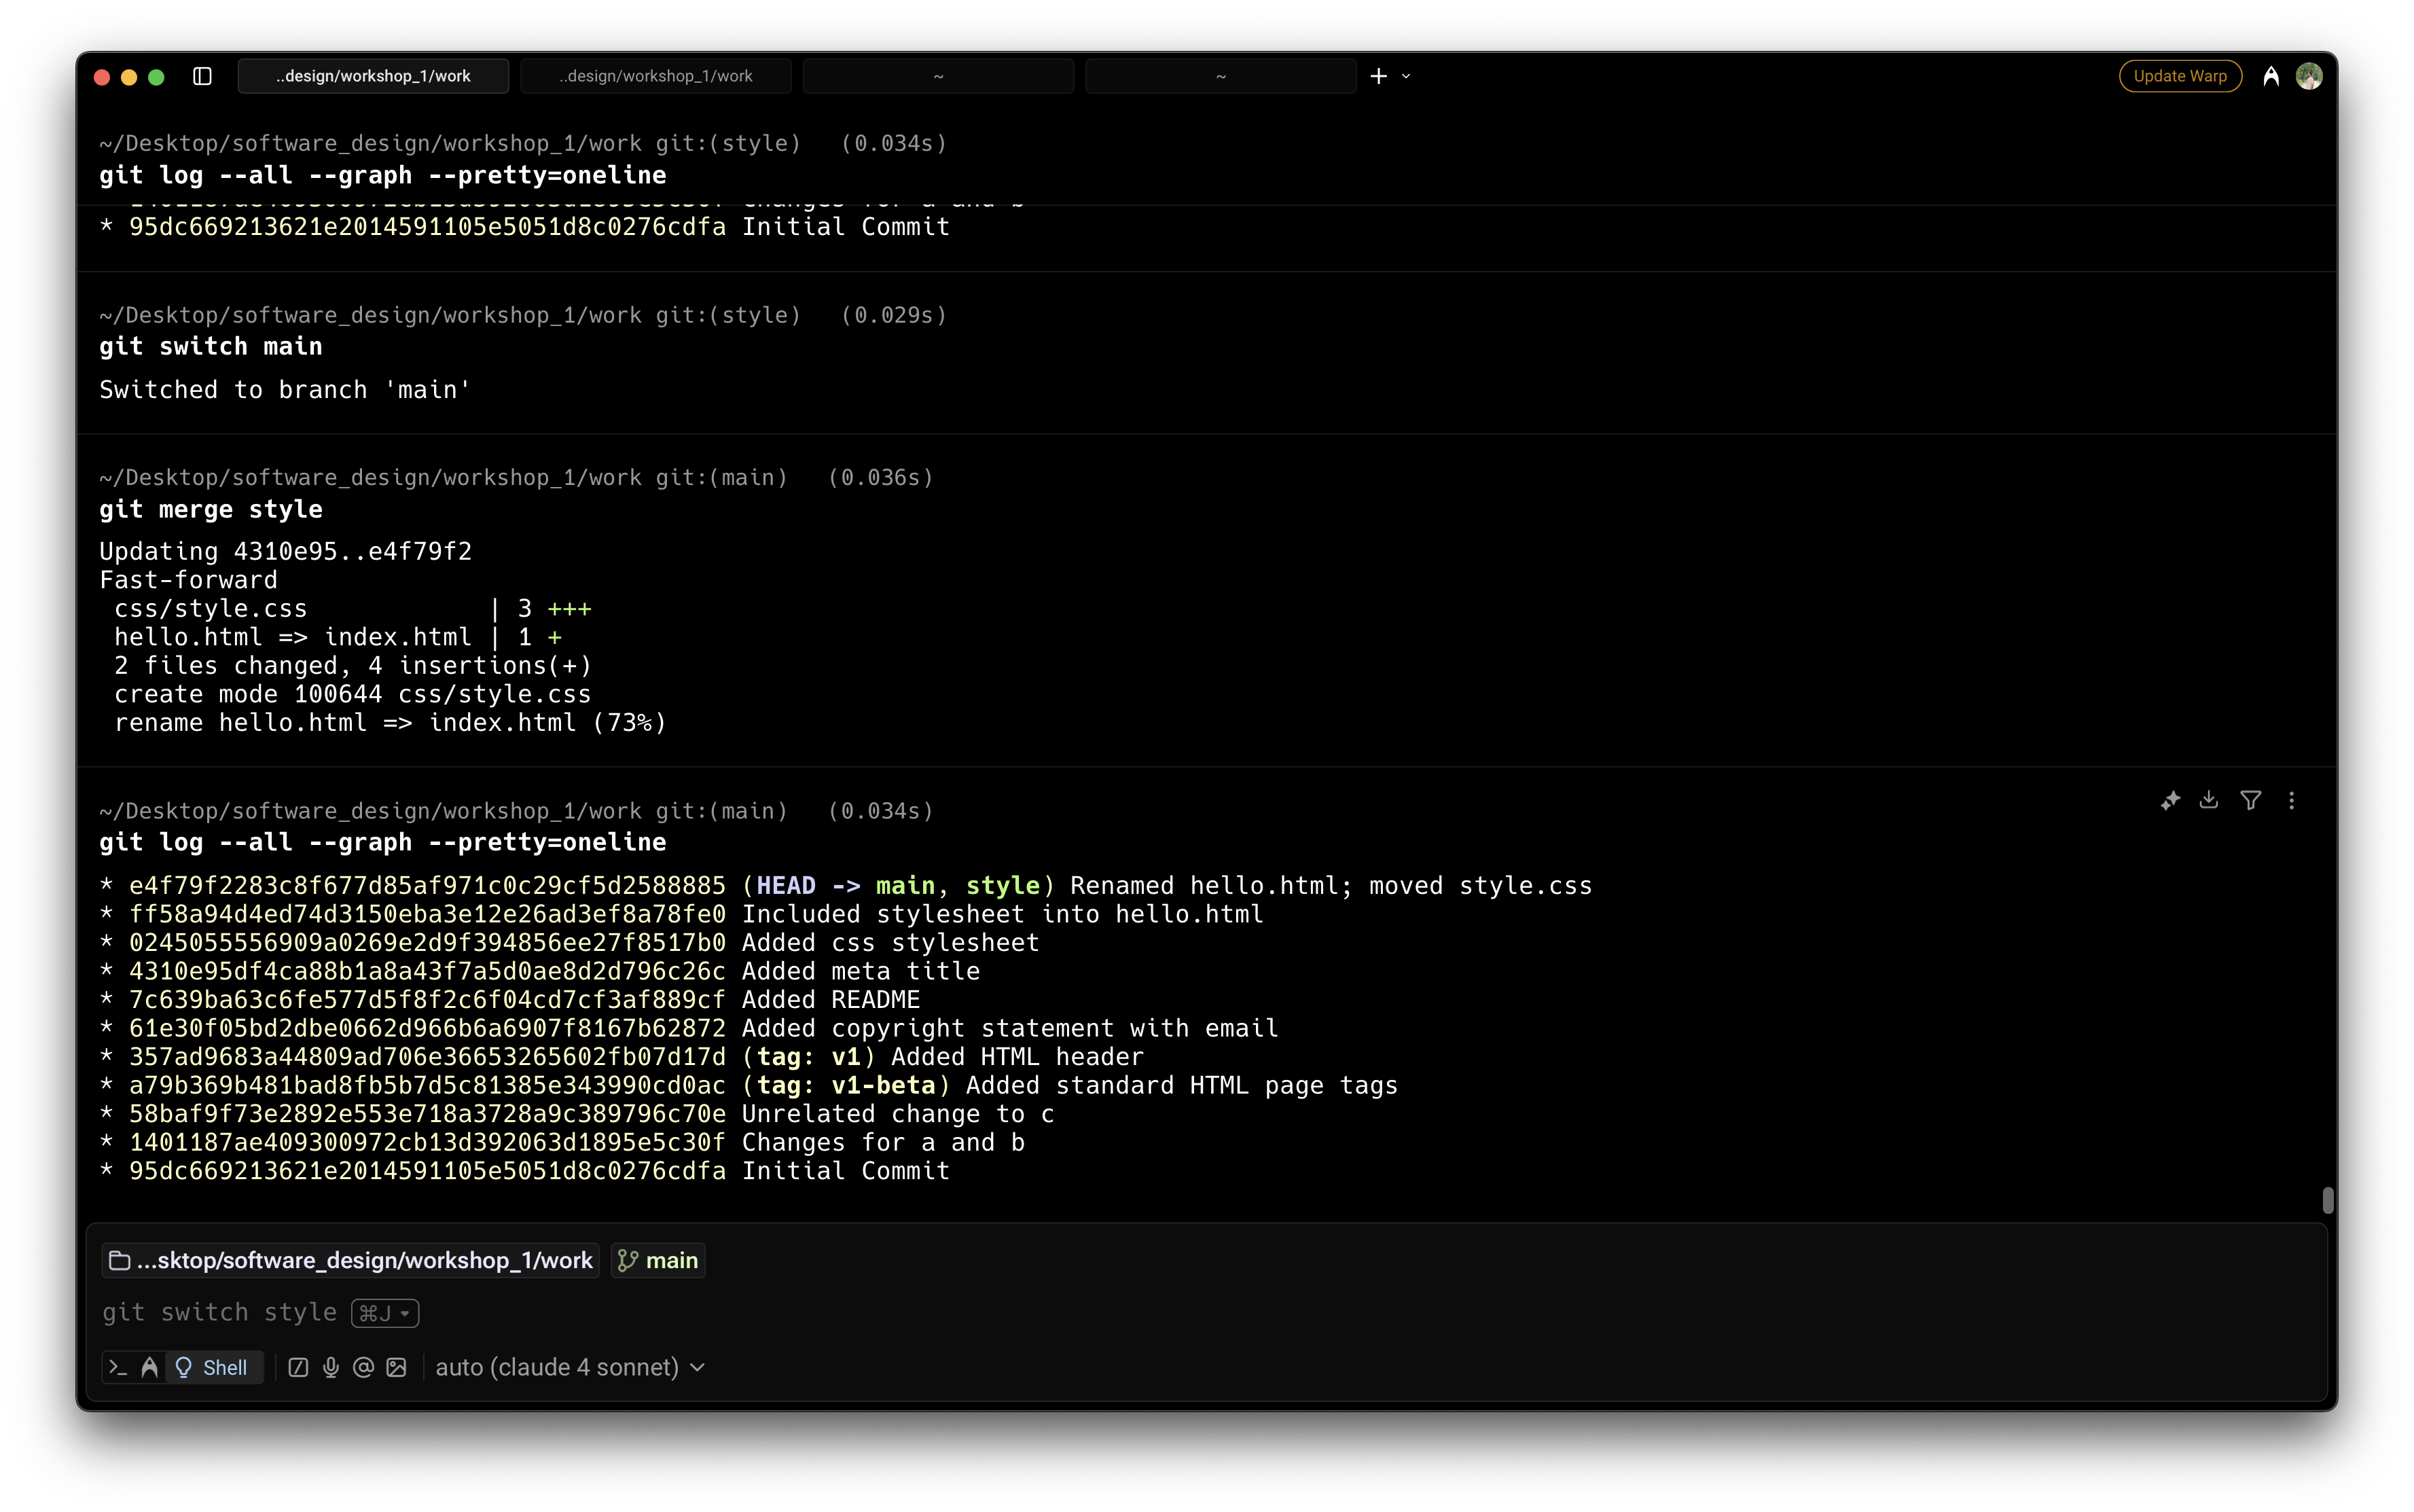 ..design/workshop_1/work ..design/workshop_1/work ~ ~ Update Warp
~/Desktop/software_design/workshop_1/work git:(style) (0.034s)
git log --all --graph --pretty=oneline
* 95dc669213621e2014591105e5051d8c0276cdfa Initial Commit
~/Desktop/software_design/workshop_1/work git:(style) (0.029s)
git switch main
Switched to branch 'main'
~/Desktop/software_design/workshop_1/work git:(main) (0.036s)
git merge style
Updating 4310e95..e4f79f2
Fast-forward
css/style.css | 3 +++
hello.html => index.html | 1 +
2 files changed, 4 insertions(+)
create mode 100644 css/style.css
rename hello.html => index.html (73%)
~/Desktop/software_design/workshop_1/work git:(main) (0.034s)
git log --all --graph --pretty=oneline
* e4f79f2283c8f677d85af971c0c29cf5d2588885 (HEAD -> main, style) Renamed hello.html; moved style.css
* ff58a94d4ed74d3150eba3e12e26ad3ef8a78fe0 Included stylesheet into hello.html
* 0245055556909a0269e2d9f394856ee27f8517b0 Added css stylesheet
* 4310e95df4ca88b1a8a43f7a5d0ae8d2d796c26c Added meta title
* 7c639ba63c6fe577d5f8f2c6f04cd7cf3af889cf Added README
* 61e30f05bd2dbe0662d966b6a6907f8167b62872 Added copyright statement with email
* 357ad9683a44809ad706e36653265602fb07d17d (tag: v1) Added HTML header
* a79b369b481bad8fb5b7d5c81385e343990cd0ac (tag: v1-beta) Added standard HTML page tags
* 58baf9f73e2892e553e718a3728a9c389796c70e Unrelated change to c
* 1401187ae409300972cb13d392063d1895e5c30f Changes for a and b
* 95dc669213621e2014591105e5051d8c0276cdfa Initial Commit
...sktop/software_design/workshop_1/work main
git switch style ⌘J
Shell auto (claude 4 sonnet)